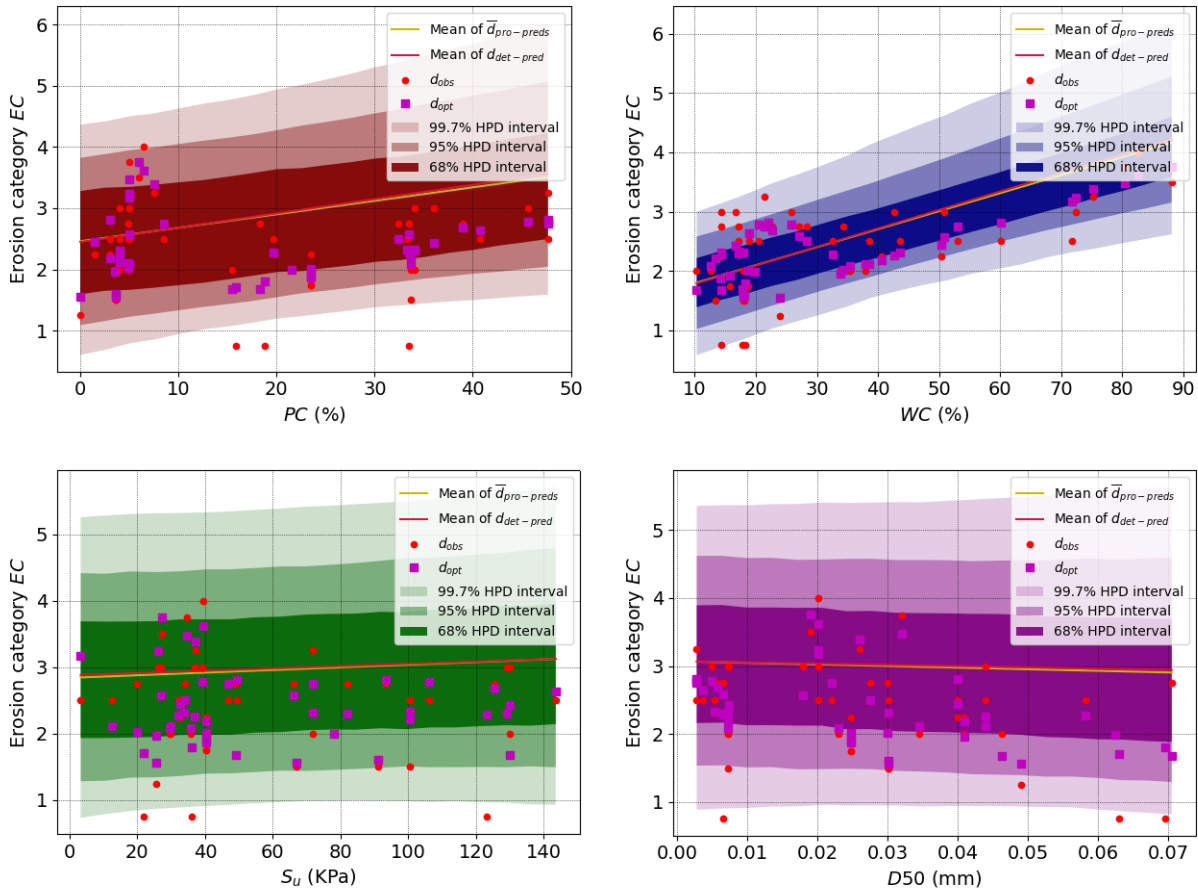 6
5
4
3
2
1
Erosion category EC
Mean of d̅pro−preds
Mean of ddet−pred
dobs
dopt
99.7% HPD interval
95% HPD interval
68% HPD interval
0 10 20 30 40 50
PC (%)
6
5
4
3
2
1
Erosion category EC
Mean of d̅pro−preds
Mean of ddet−pred
dobs
dopt
99.7% HPD interval
95% HPD interval
68% HPD interval
10 20 30 40 50 60 70 80 90
WC (%)
5
4
3
2
1
Erosion category EC
Mean of d̅pro−preds
Mean of ddet−pred
dobs
dopt
99.7% HPD interval
95% HPD interval
68% HPD interval
0 20 40 60 80 100 120 140
Su (KPa)
5
4
3
2
1
Erosion category EC
Mean of d̅pro−preds
Mean of ddet−pred
dobs
dopt
99.7% HPD interval
95% HPD interval
68% HPD interval
0.00 0.01 0.02 0.03 0.04 0.05 0.06 0.07
D50 (mm)